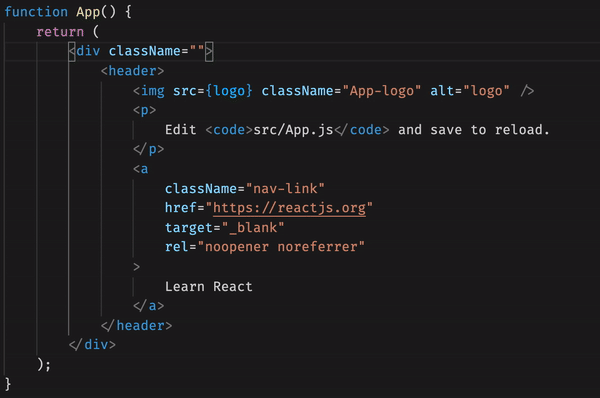 function App() {
    return (
        <div className="">
            <header>
                <img src={logo} className="App-logo" alt="logo" />
                <p>
                    Edit <code>src/App.js</code> and save to reload.
                </p>
                <a
                    className="nav-link"
                    href="https://reactjs.org"
                    target="_blank"
                    rel="noopener noreferrer"
                >
                    Learn React
                </a>
            </header>
        </div>
    );
}